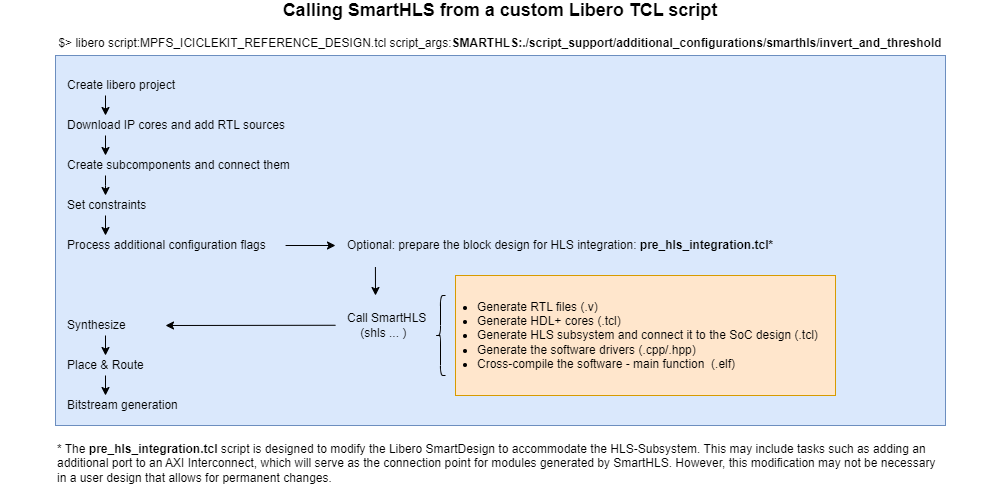 Calling SmartHLS from a custom Libero TCL script
$> libero script:MPFS_ICICLEKIT_REFERENCE_DESIGN.tcl script_args:SMARTHLS:./script_support/additional_configurations/smarthls/invert_and_threshold
Create libero project
Download IP cores and add RTL sources
Create subcomponents and connect them
Set constraints
Process additional configuration flags
Optional: prepare the block design for HLS integration: pre_hls_integration.tcl*
Call SmartHLS
(shls ... )
• Generate RTL files (.v)
• Generate HDL+ cores (.tcl)
• Generate HLS subsystem and connect it to the SoC design (.tcl)
• Generate the software drivers (.cpp/.hpp)
• Cross-compile the software - main function (.elf)
Synthesize
Place & Route
Bitstream generation
* The pre_hls_integration.tcl script is designed to modify the Libero SmartDesign to accommodate the HLS-Subsystem. This may include tasks such as adding an
additional port to an AXI Interconnect, which will serve as the connection point for modules generated by SmartHLS. However, this modification may not be necessary
in a user design that allows for permanent changes.